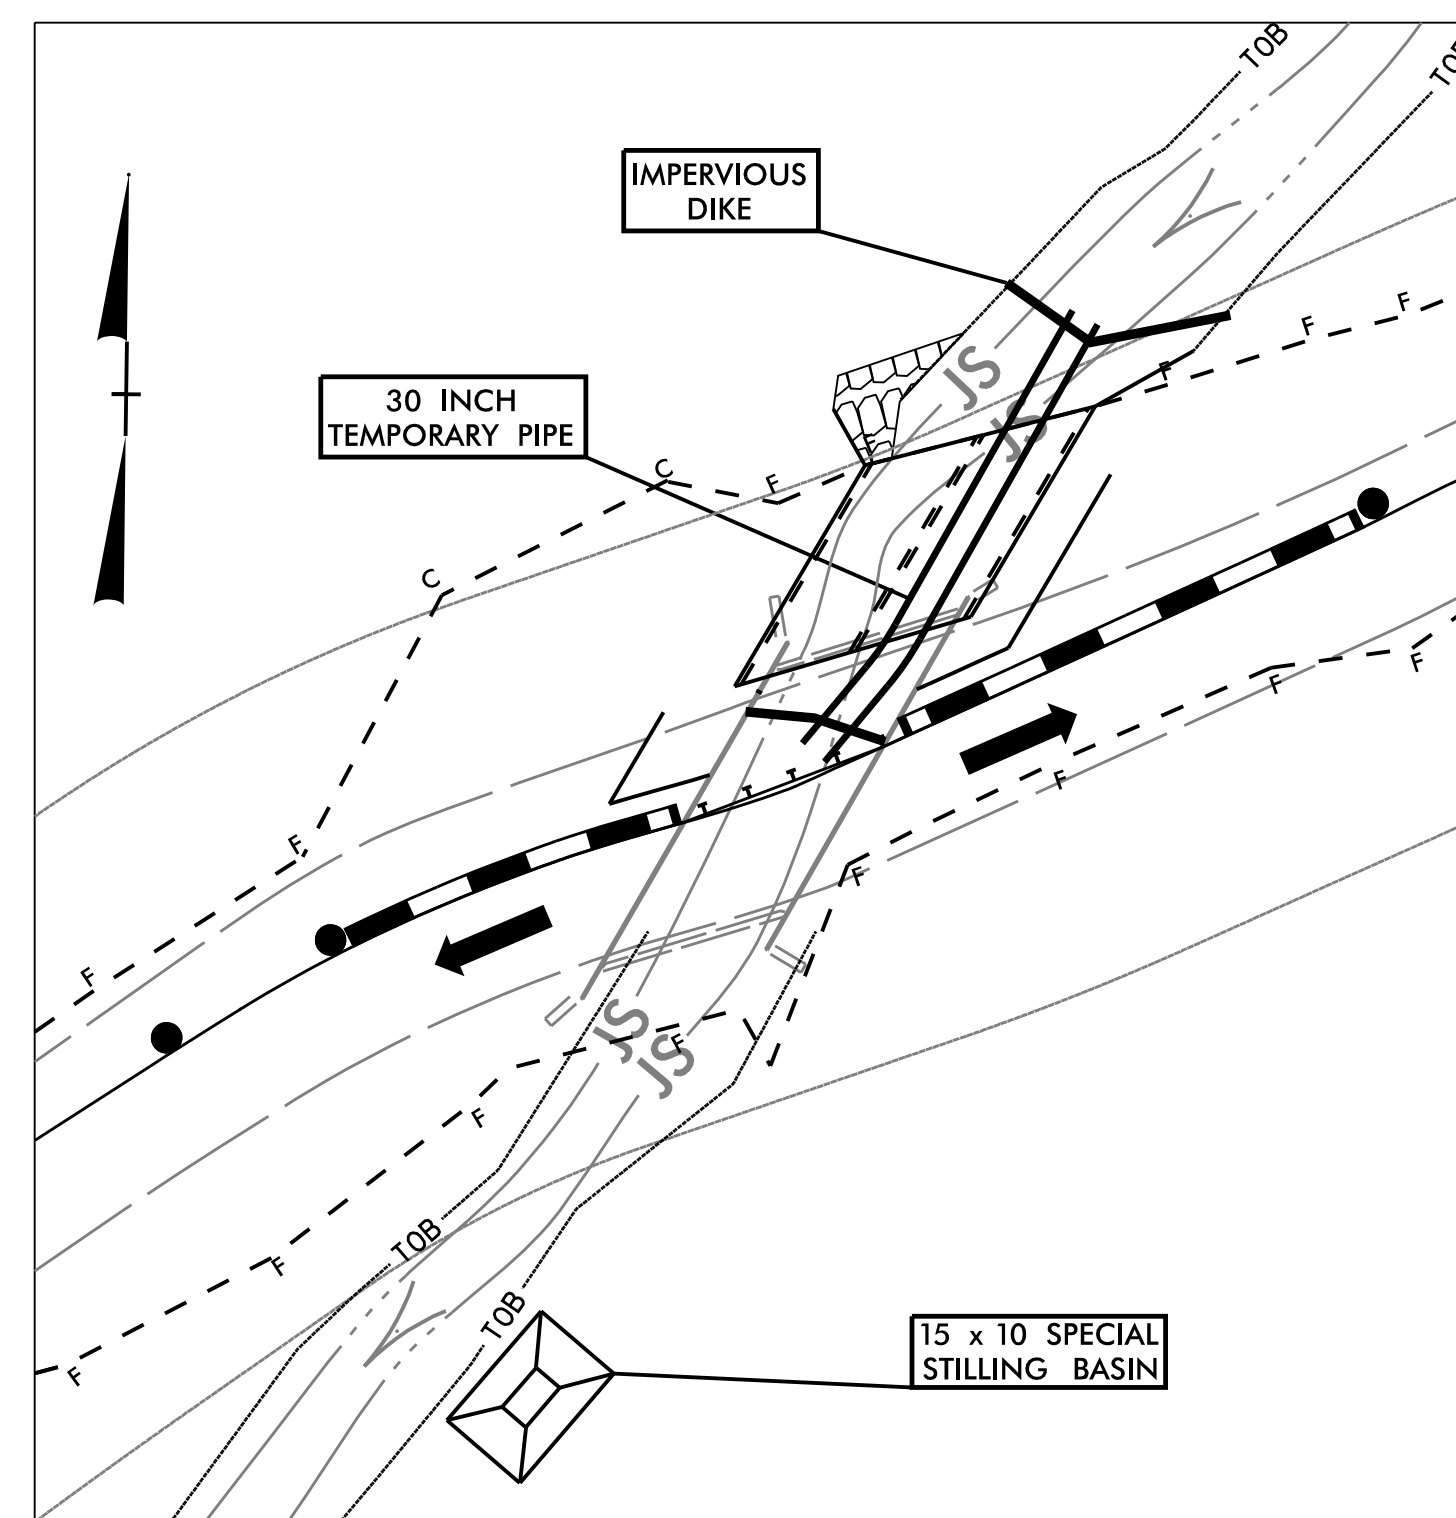 TOB
TOB
IMPERVIOUS
DIKE
F
F
F
JS
JS
30 INCH
TEMPORARY PIPE
C
F
F
C
F
F
F
F
F
F
F
JS
JS
F
F
TOB
F
TOB
F
15 x 10 SPECIAL
STILLING BASIN